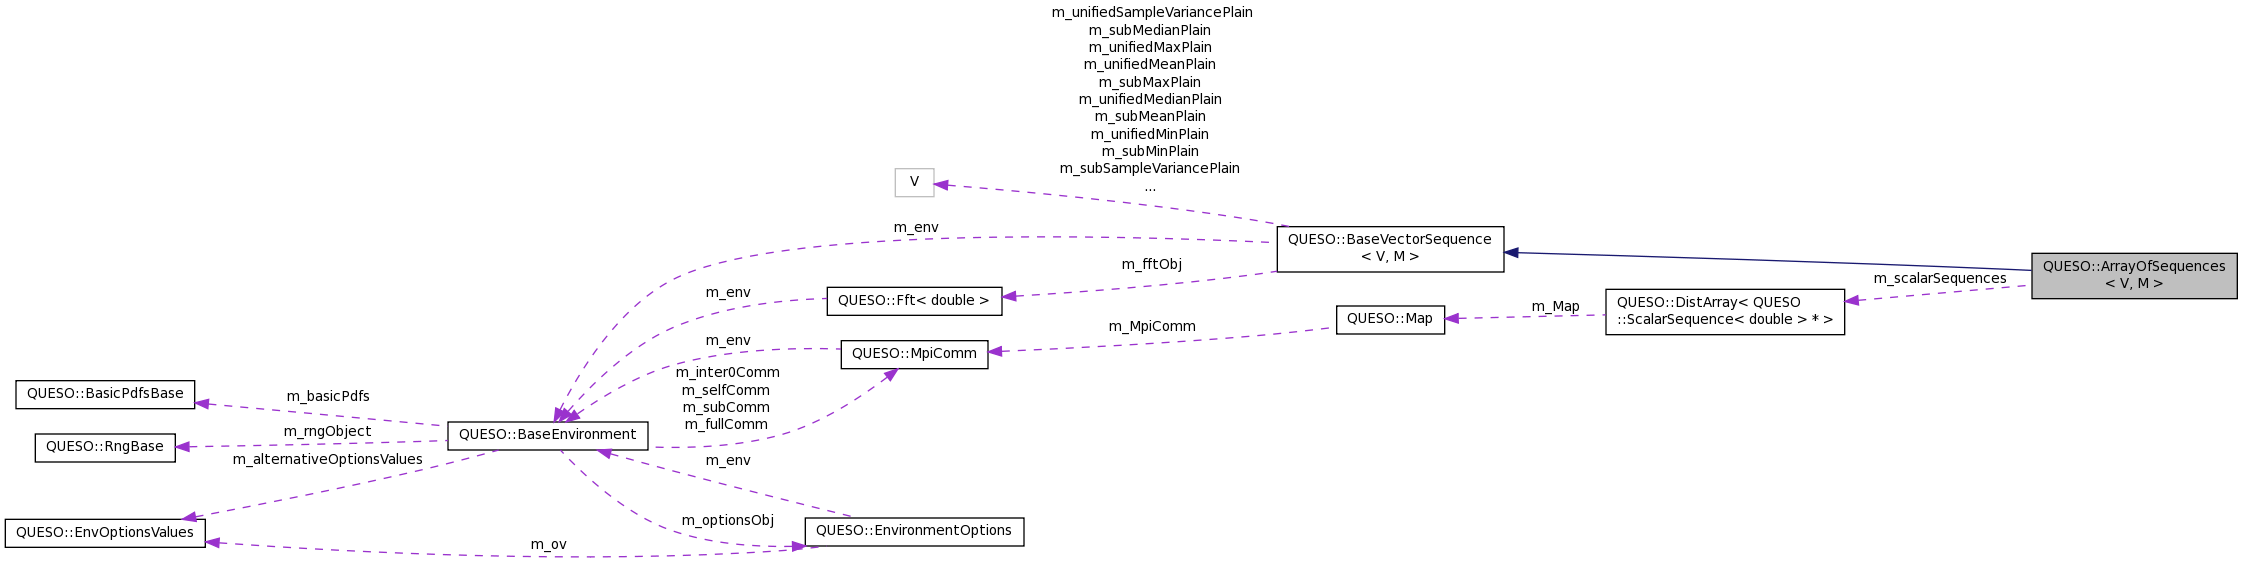 m_unifiedSampleVariancePlain
m_subMedianPlain
m_unifiedMaxPlain
m_unifiedMeanPlain
m_subMaxPlain
m_unifiedMedianPlain
m_subMeanPlain
m_unifiedMinPlain
m_subMinPlain
m_subSampleVariancePlain
...
V
m_env
QUESO::BaseVectorSequence
< V, M >
QUESO::ArrayOfSequences
< V, M >
m_fftObj
m_scalarSequences
m_env
QUESO::Fft< double >
QUESO::DistArray< QUESO
::ScalarSequence< double > * >
m_Map
QUESO::Map
m_MpiComm
m_env
QUESO::MpiComm
m_inter0Comm
m_selfComm
m_subComm
m_fullComm
QUESO::BasicPdfsBase
m_basicPdfs
m_rngObject
QUESO::BaseEnvironment
QUESO::RngBase
m_alternativeOptionsValues
m_env
m_optionsObj
QUESO::EnvironmentOptions
QUESO::EnvOptionsValues
m_ov